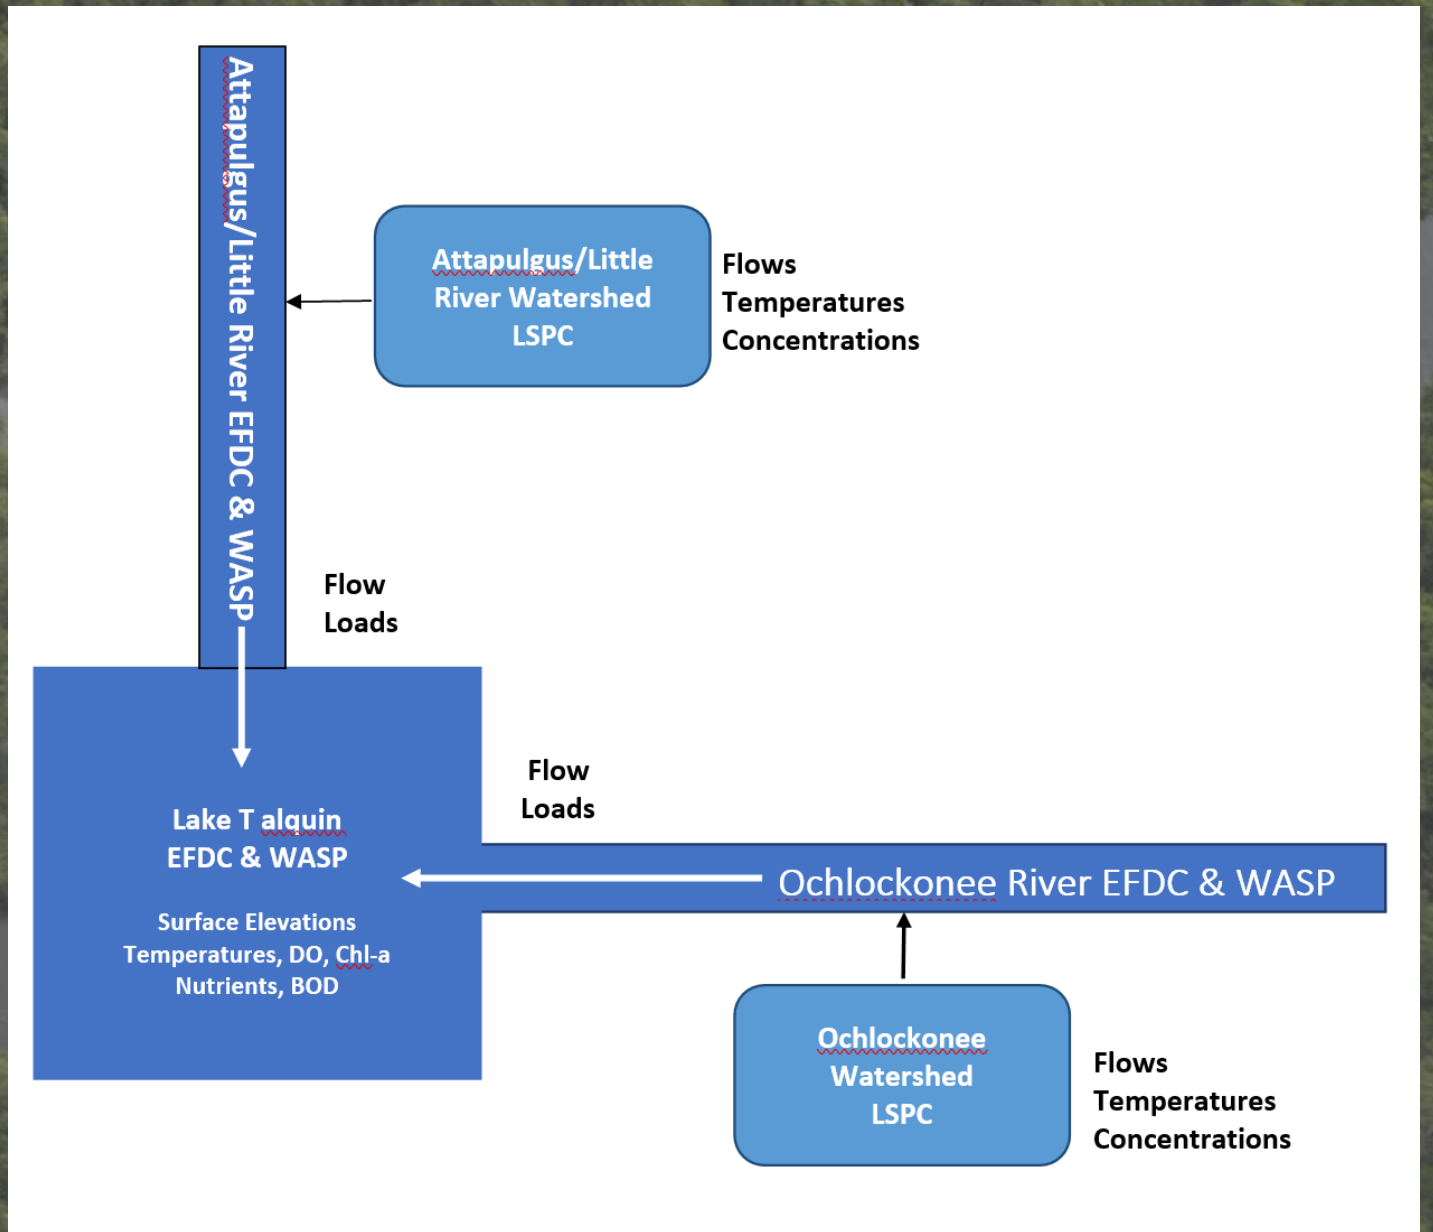 Attapulgus/Little River EFDC & WASP
Attapulgus/Little
River Watershed
LSPC
Flows
Temperatures
Concentrations
Flow
Loads
Lake T alquin
EFDC & WASP
Surface Elevations
Temperatures, DO, Chl-a
Nutrients, BOD
Flow
Loads
Ochlockonee River EFDC & WASP
Ochlockonee
Watershed
LSPC
Flows
Temperatures
Concentrations